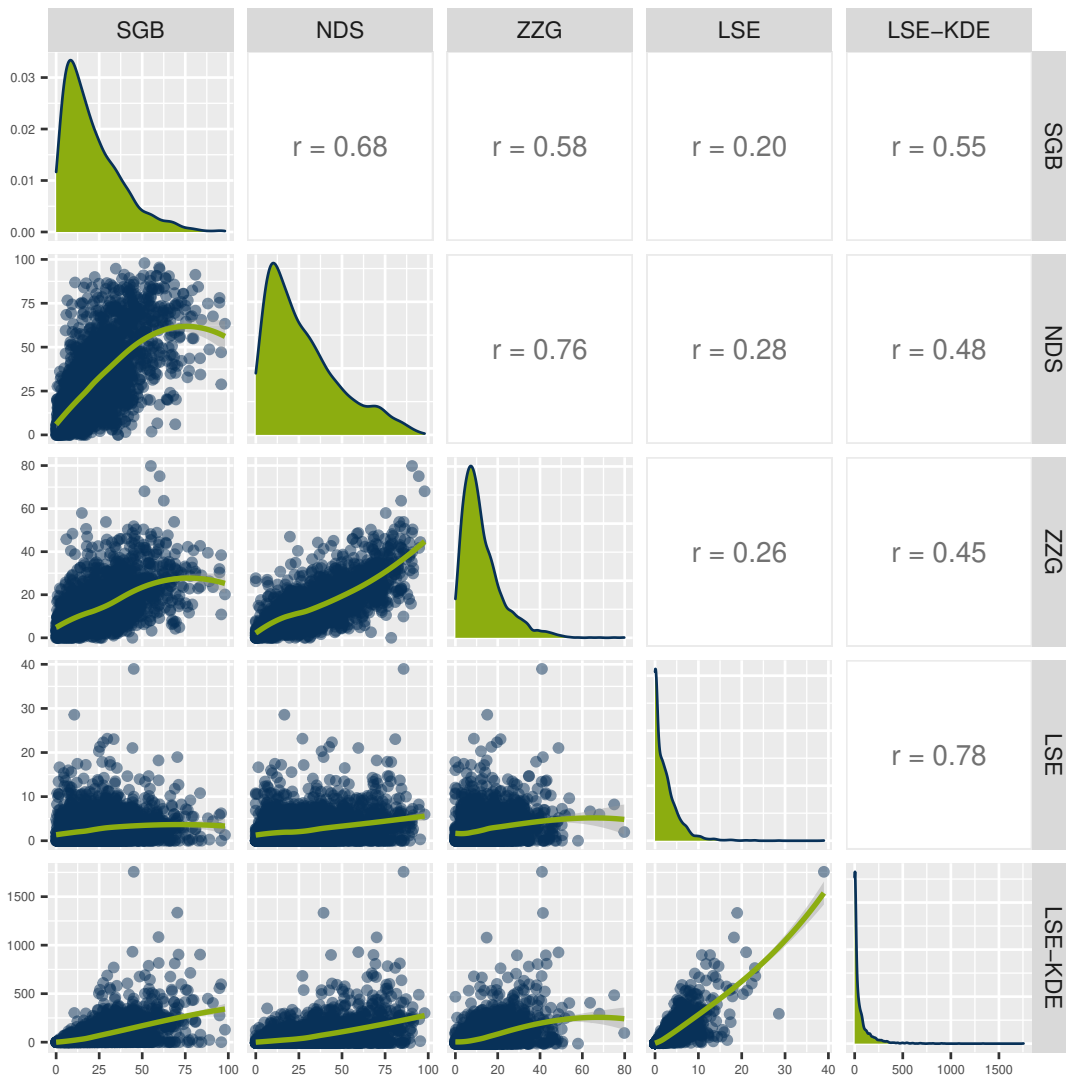 SGB NDS ZZG LSE LSE−KDE
0.03
0.02
0.01
0.00
r = 0.68 r = 0.58 r = 0.20 r = 0.55
SGB
100
75
50
25
0
r = 0.76 r = 0.28 r = 0.48
NDS
80
60
40
20
0
r = 0.26 r = 0.45
ZZG
40
30
20
10
0
r = 0.78
LSE
1500
1000
500
0
LSE−KDE
0 25 50 75 100 0 25 50 75 100 0 20 40 60 80 0 10 20 30 40 0 500 1000 1500